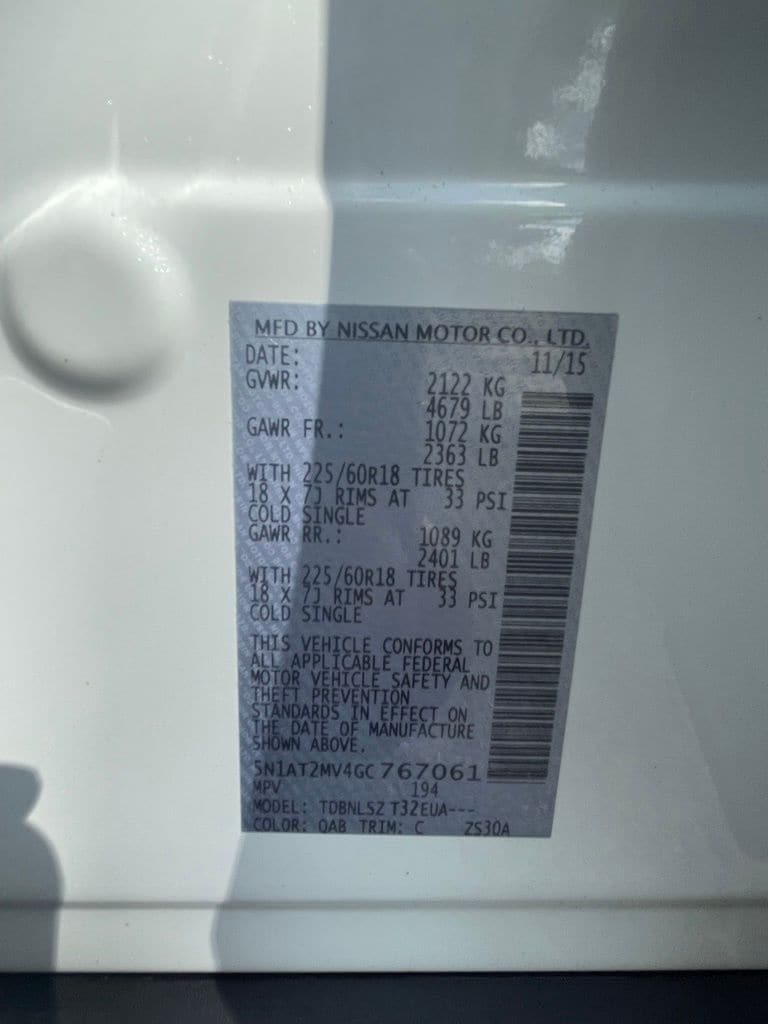 MFD BY NISSAN MOTOR CO., LTD.
DATE: 11/15
GVWR: 2122 KG
4679 LB
GAWR FR.: 1072 KG
2363 LB
WITH 225/60R18 TIRES
18 X 7J RIMS AT 33 PSI
COLD SINGLE
GAWR RR.: 1089 KG
2401 LB
WITH 225/60R18 TIRES
18 X 7J RIMS AT 33 PSI
COLD SINGLE
THIS VEHICLE CONFORMS TO
ALL APPLICABLE FEDERAL
MOTOR VEHICLE SAFETY AND
THEFT PREVENTION
STANDARDS IN EFFECT ON
THE DATE OF MANUFACTURE
SHOWN ABOVE.
5N1AT2MV4GC767061
MPV 194
MODEL: TDBNLSZ T32EUA---
COLOR: QAB TRIM: C ZS30A